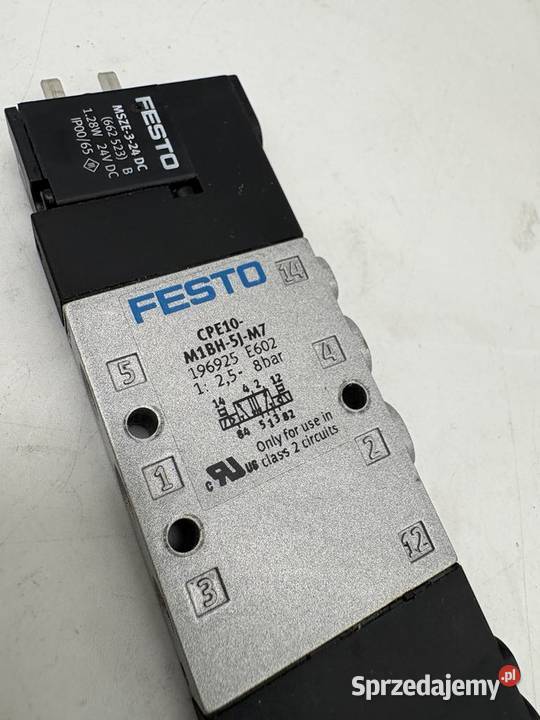 FESTO
MSZE-3-24 DC
(662 523) B
1.28W 24V DC
IP00/65
FESTO
14
CPE10-
M1BH-5J-M7
196925 E602
1: 2,5- 8bar
14 4 2 12
84 5 1 3 82
Only for use in
class 2 circuits
c RU US
5
4
1
2
3
12
Sprzedajemy.pl